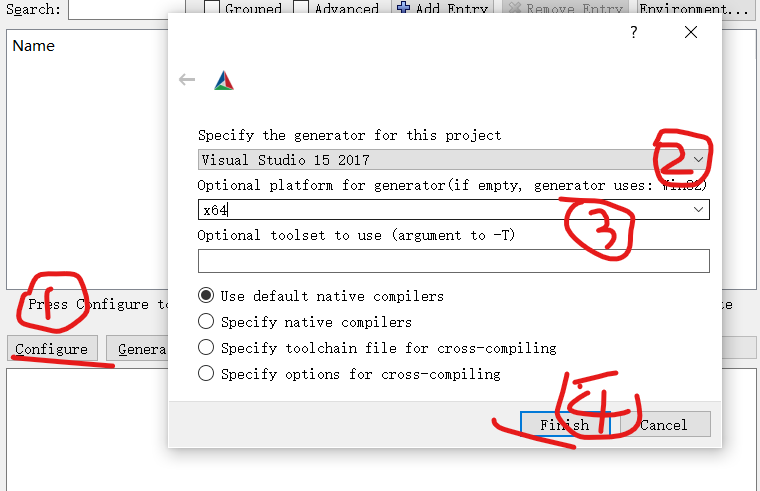 Search: Grouped Advanced Add Entry Remove Entry Environment...
?
Name
Specify the generator for this project
Visual Studio 15 2017
2
Optional platform for generator(if empty, generator uses: Win32)
x64
3
Optional toolset to use (argument to -T)
Use default native compilers
1
Press Configure to
te
Specify native compilers
Configure Genera
Specify toolchain file for cross-compiling
Specify options for cross-compiling
4
Finish Cancel